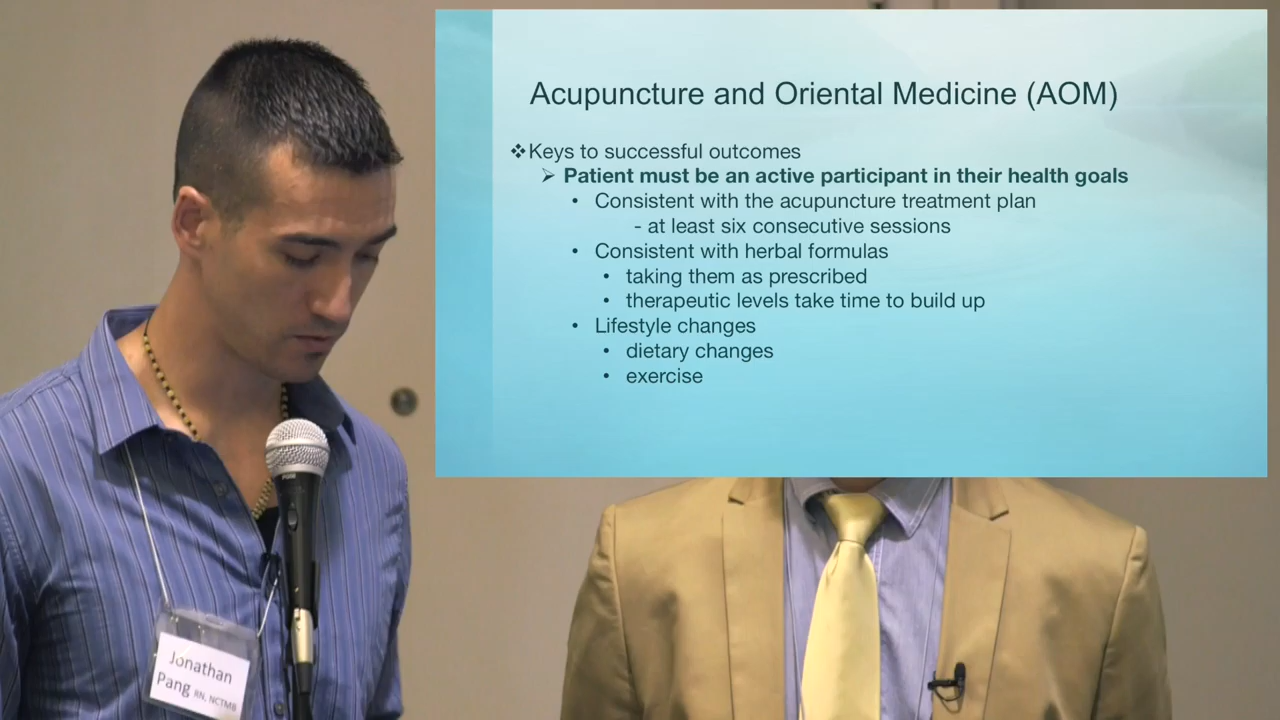 Acupuncture and Oriental Medicine (AOM)
❖Keys to successful outcomes
➢ Patient must be an active participant in their health goals
• Consistent with the acupuncture treatment plan
- at least six consecutive sessions
• Consistent with herbal formulas
• taking them as prescribed
• therapeutic levels take time to build up
• Lifestyle changes
• dietary changes
• exercise
Jonathan
Pang RN, NCTMB